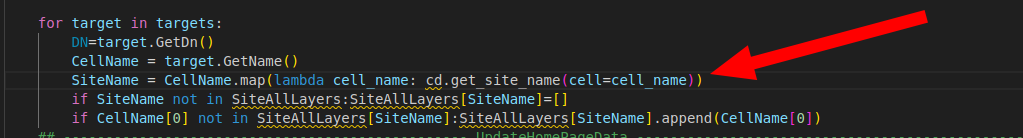 for target in targets:
DN=target.GetDn()
CellName = target.GetName()
SiteName = CellName.map(lambda cell_name: cd.get_site_name(cell=cell_name))
if SiteName not in SiteAllLayers:SiteAllLayers[SiteName]=[]
if CellName[0] not in SiteAllLayers[SiteName]:SiteAllLayers[SiteName].append(CellName[0])
## UpdateHomePageData